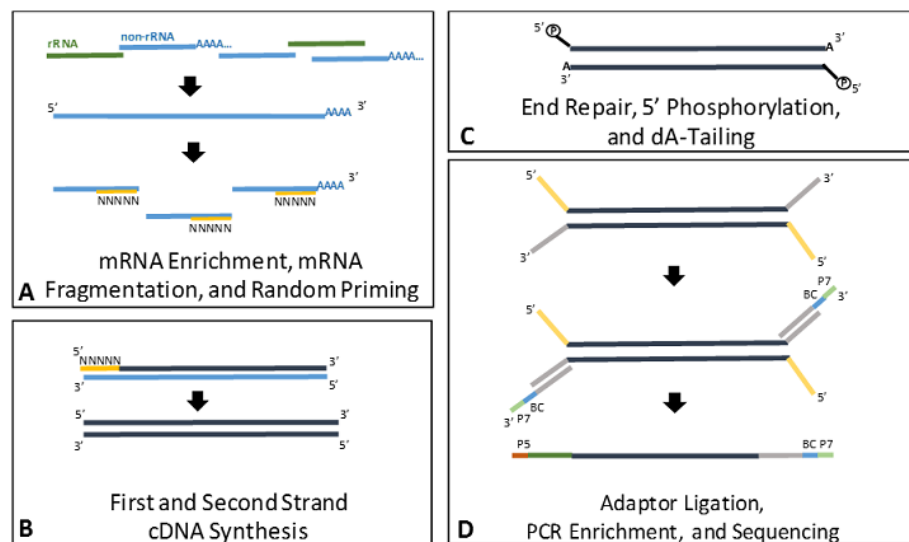 rRNA
non-rRNA
AAAA...
AAAA...
5’
3’
AAAA
3’
AAAA
NNNNN
NNNNN
NNNNN
mRNA Enrichment, mRNA
Fragmentation, and Random Priming
A
5’
NNNNN
3’
3’
5’
5’
3’
3’
5’
First and Second Strand
cDNA Synthesis
B
5’
P
A
3’
A
3’
P
5’
End Repair, 5’ Phosphorylation,
and dA-Tailing
C
5’
3’
3’
5’
P7
BC
3’
5’
BC
3’
P7
5’
P5
BC P7
Adaptor Ligation,
PCR Enrichment, and Sequencing
D